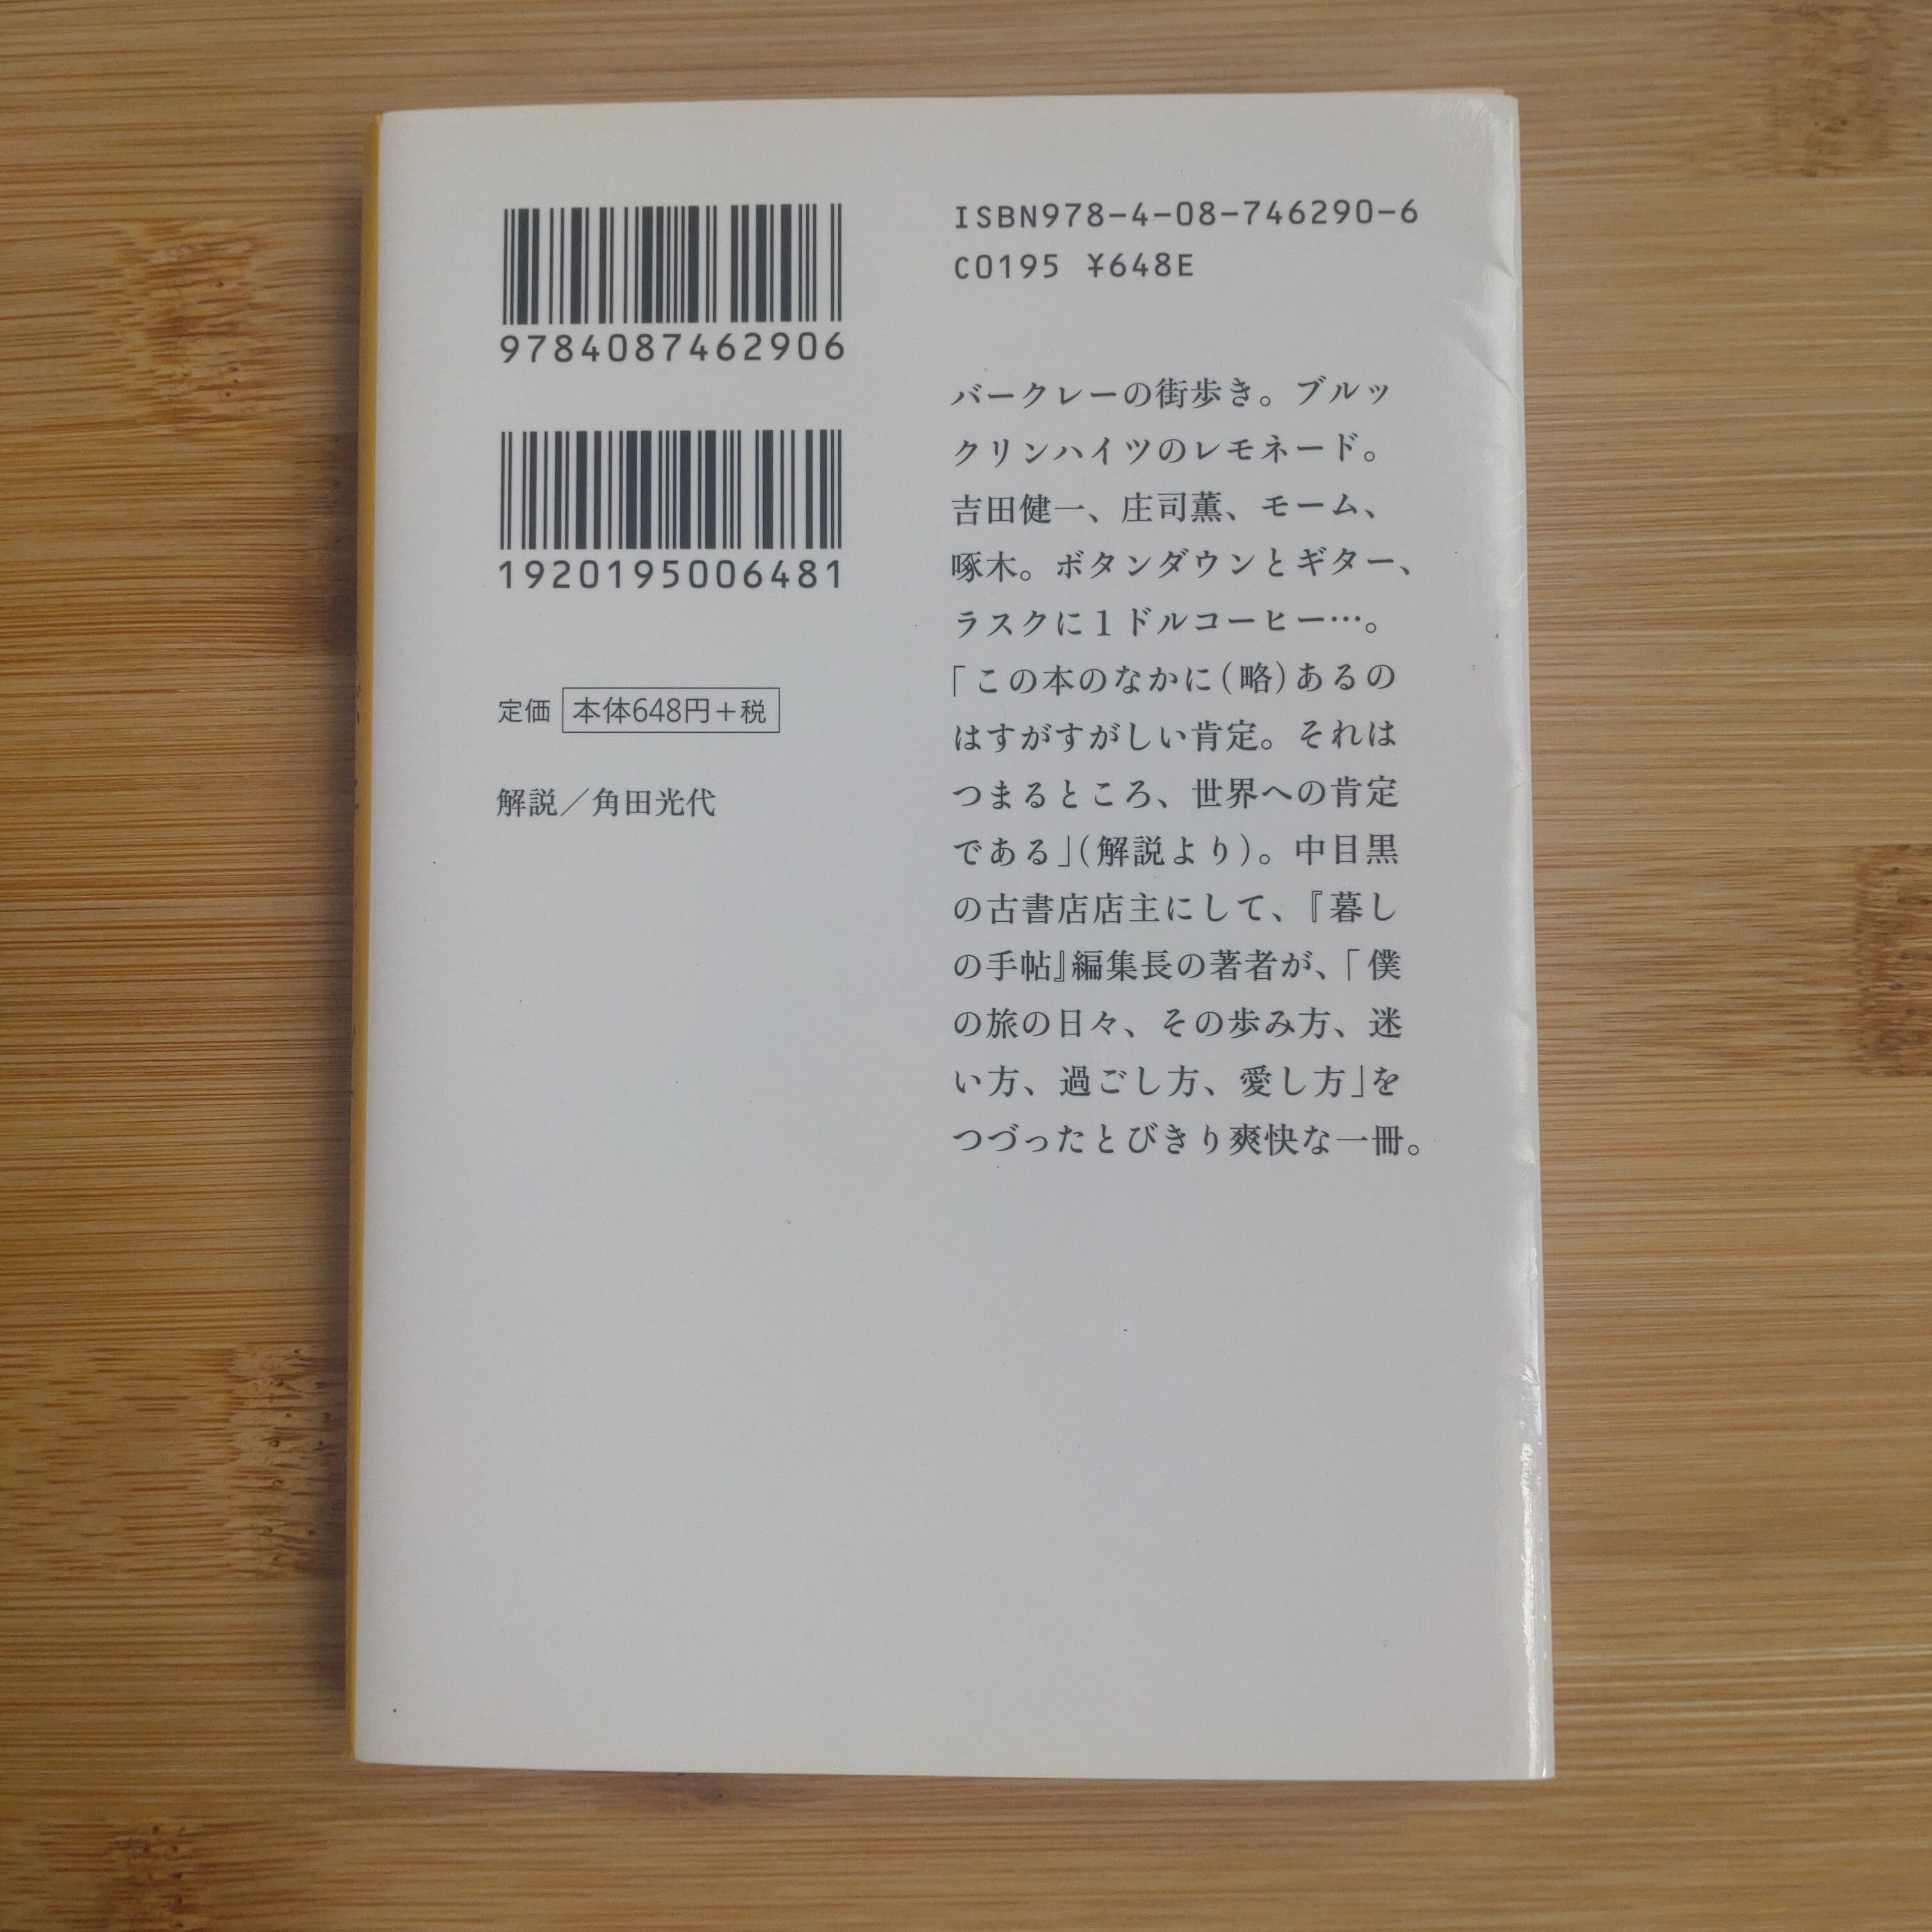 9784087462906
1920195006481
定価 本体648円+税
解説／角田光代
ISBN978-4-08-746290-6
C0195 ¥648E
バークレーの街歩き。ブルッ
クリンハイツのレモネード。
吉田健一、庄司薫、モーム、
啄木。ボタンダウンとギター、
ラスクに1ドルコーヒー…。
「この本のなかに(略)あるの
はすがすがしい肯定。それは
つまるところ、世界への肯定
である」(解説より)。中目黒
の古書店店主にして、『暮し
の手帖』編集長の著者が、「僕
の旅の日々、その歩み方、迷
い方、過ごし方、愛し方」を
つづったとびきり爽快な一冊。